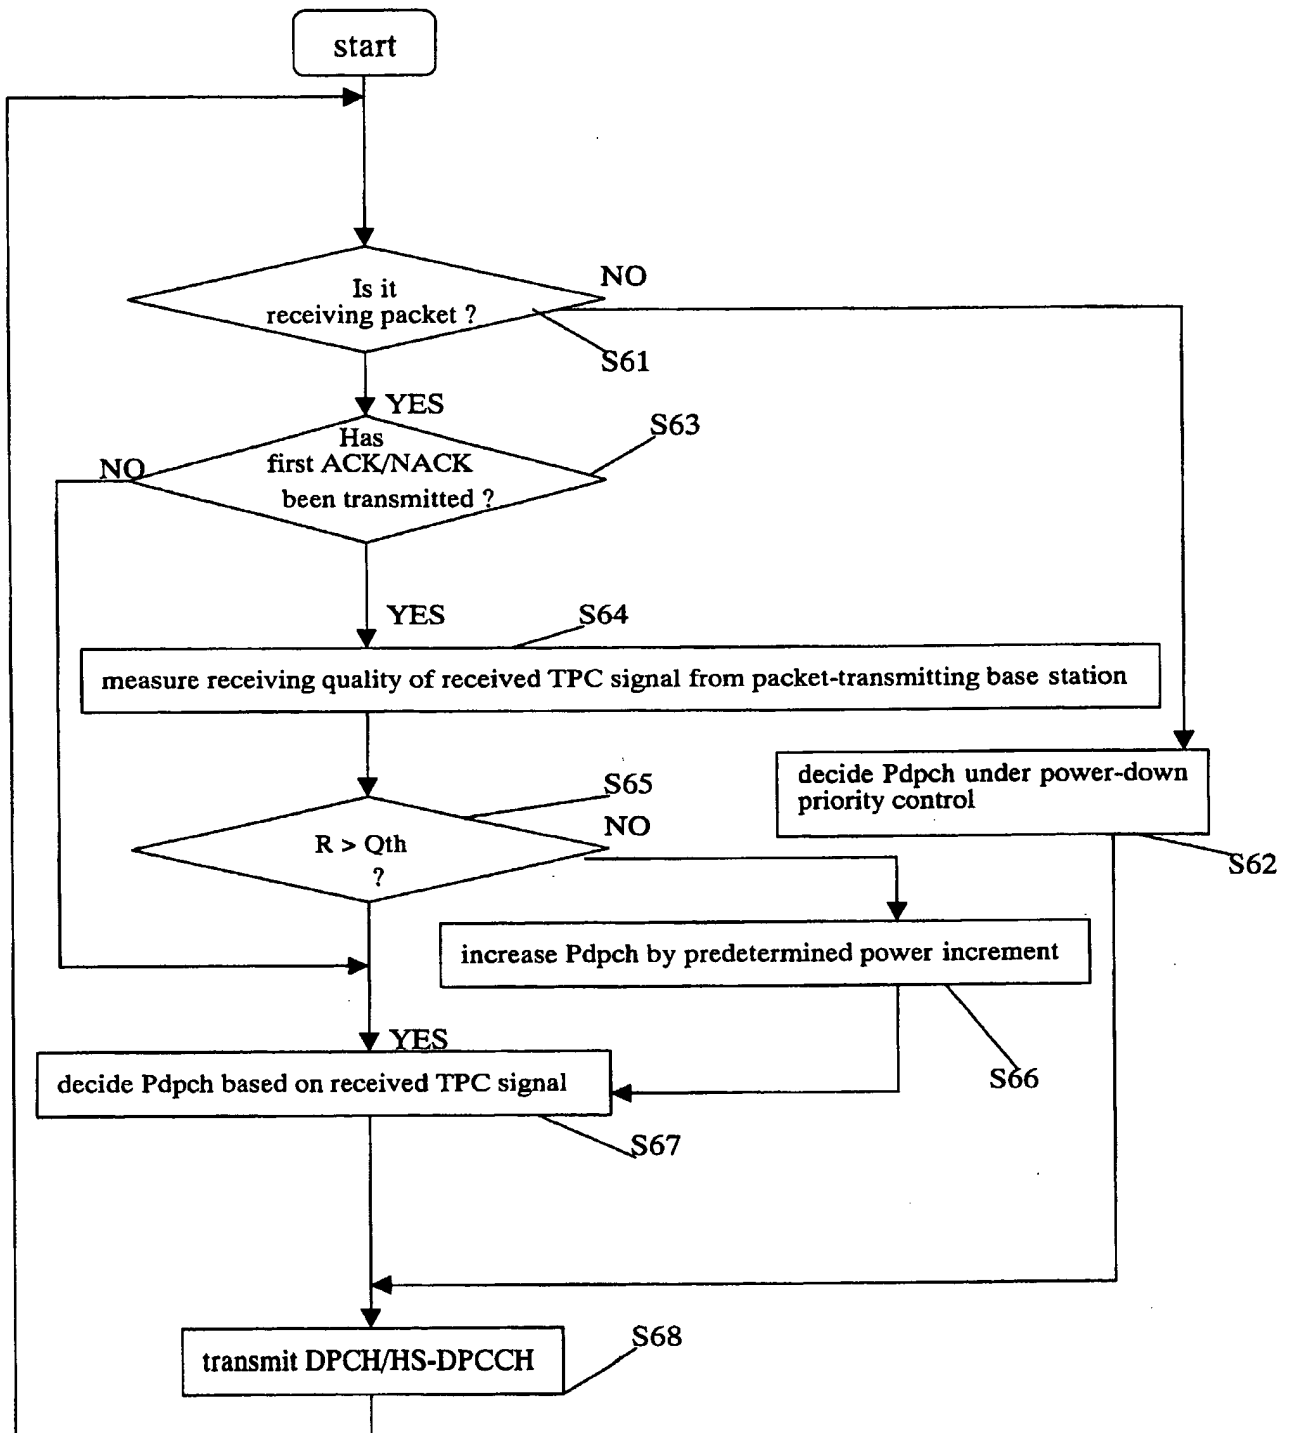 start
Is it
receiving packet ?
NO
S61
YES
Has
first ACK/NACK
been transmitted ?
S63
NO
YES
S64
measure receiving quality of received TPC signal from packet-transmitting base station
S65
R > Qth
?
NO
decide Pdpch under power-down
priority control
S62
increase Pdpch by predetermined power increment
S66
YES
decide Pdpch based on received TPC signal
S67
S68
transmit DPCH/HS-DPCCH